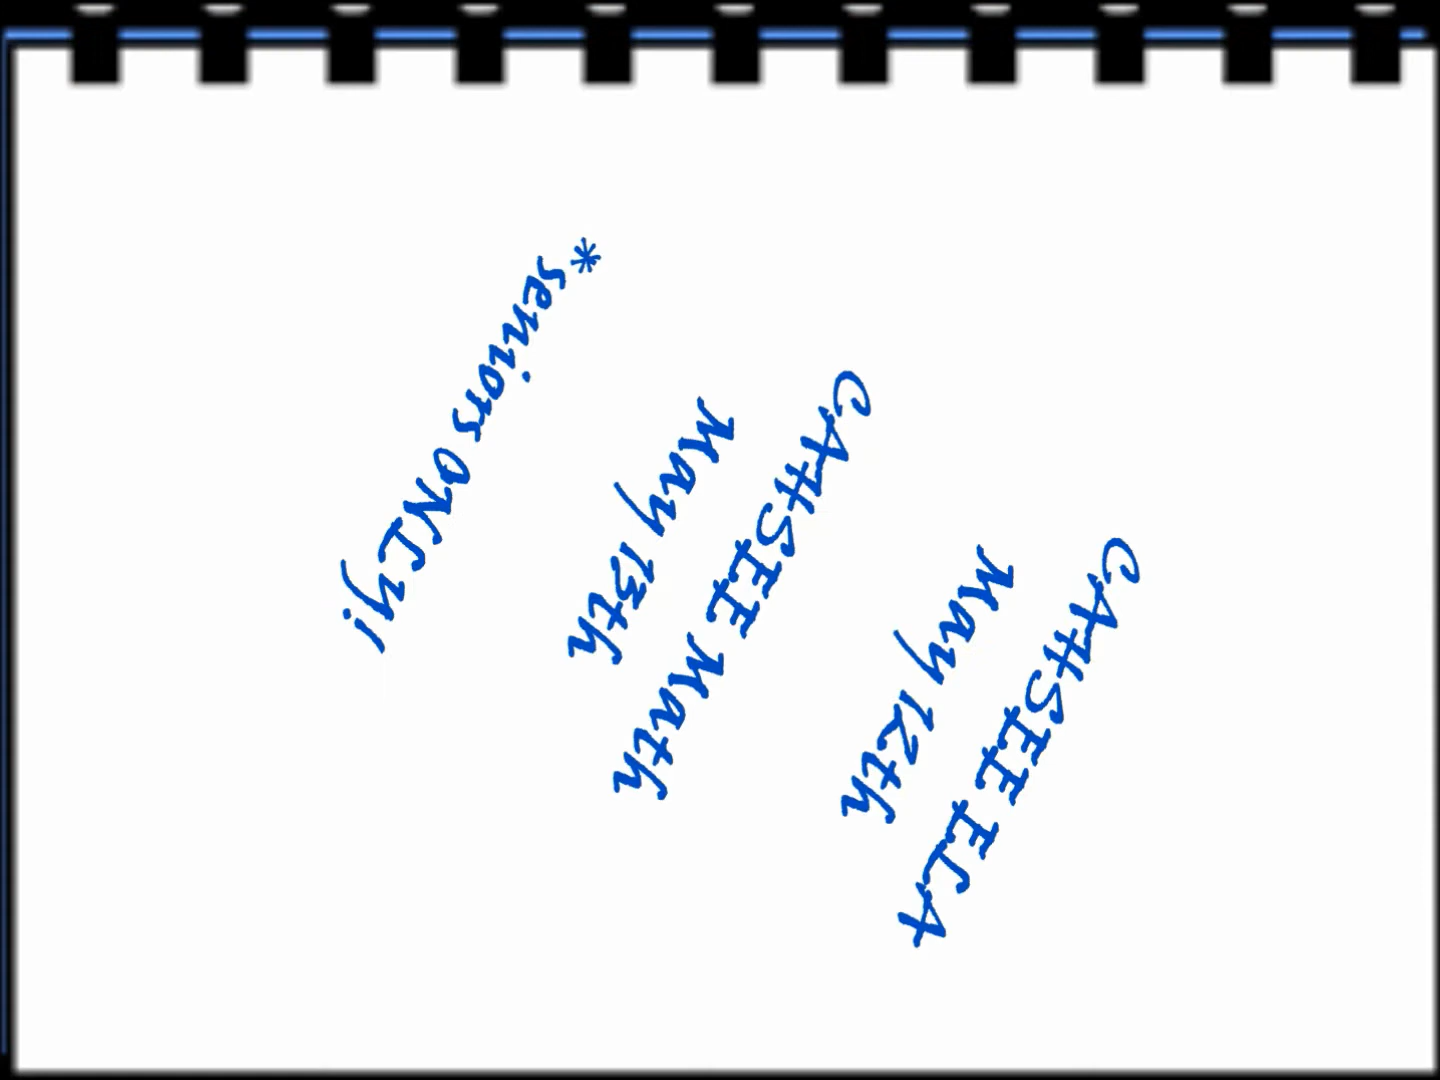 CAHSEE ELA
May 12th
CAHSEE Math
May 13th
*seniors ONLY!